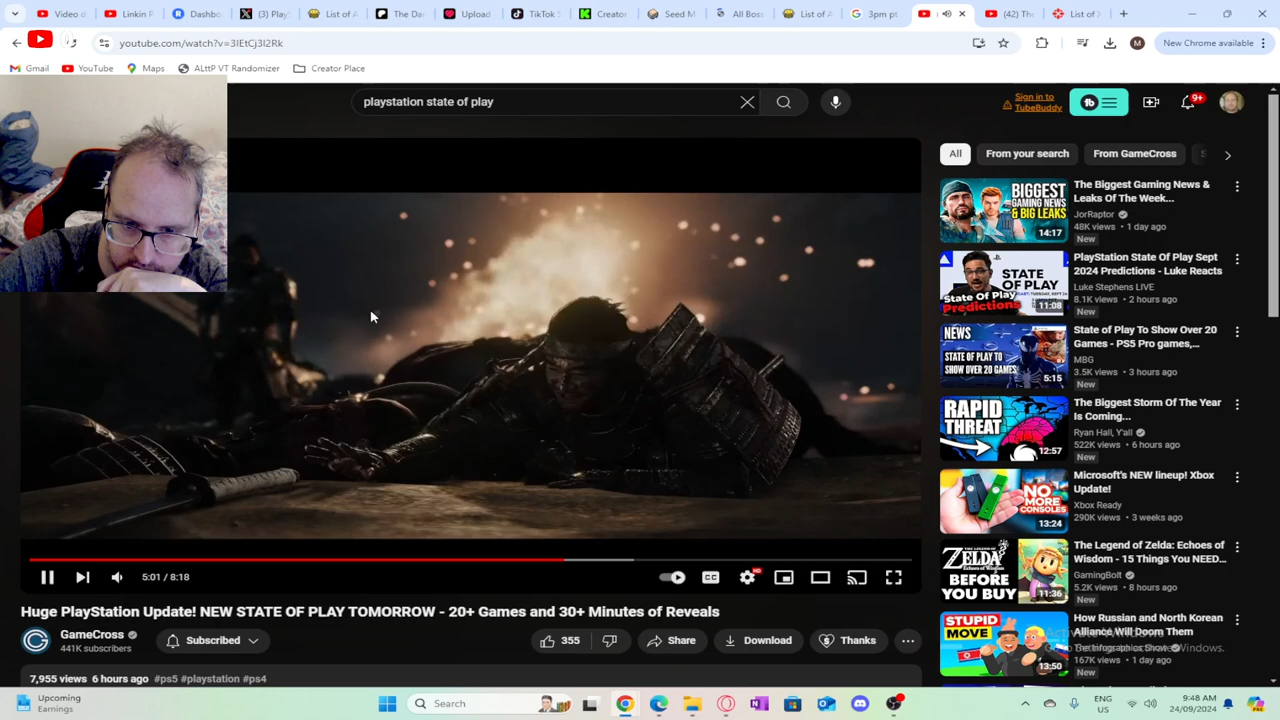 Video d
Linkin P
Dashbo
(3) Play
List of A
The Da
Upload
TikTok S
Creator
Seed M
All Boss
List of A
3pm pt
(42) Th
List of
youtube.com/watch?v=3lEtCj3l2Rk
New Chrome available
Gmail
YouTube
Maps
ALttP VT Randomizer
Creator Place
playstation state of play
Sign in to
TubeBuddy
9+
All
From your search
From GameCross
BIGGEST
GAMING NEWS
& BIG LEAKS
14:17
The Biggest Gaming News &
Leaks Of The Week...
JorRaptor
48K views • 1 day ago
New
STATE
OF PLAY
State Of Play
Predictions
11:08
PlayStation State Of Play Sept
2024 Predictions - Luke Reacts
Luke Stephens LIVE
8.1K views • 2 hours ago
New
NEWS
STATE OF PLAY TO
SHOW OVER 20 GAMES
5:15
State of Play To Show Over 20
Games - PS5 Pro games,...
MBG
3.5K views • 3 hours ago
New
RAPID
THREAT
12:57
The Biggest Storm Of The Year
Is Coming...
Ryan Hall, Y'all
522K views • 6 hours ago
New
NO
MORE
CONSOLES
13:24
Microsoft's NEW lineup! Xbox
Update!
Xbox Ready
290K views • 3 weeks ago
THE LEGEND OF
ZELDA
BEFORE
YOU BUY
11:36
The Legend of Zelda: Echoes of
Wisdom - 15 Things You NEED...
GamingBolt
5.2K views • 8 hours ago
New
STUPID
MOVE
13:50
How Russian and North Korean
Alliance Will Doom Them
The Infographics Show
167K views • 1 day ago
New
5:01 / 8:18
HD
Huge PlayStation Update! NEW STATE OF PLAY TOMORROW - 20+ Games and 30+ Minutes of Reveals
GameCross
441K subscribers
Subscribed
355
Share
Download
Thanks
7,955 views 6 hours ago #ps5 #playstation #ps4
Upcoming
Earnings
Search
ENG
US
9:48 AM
24/09/2024